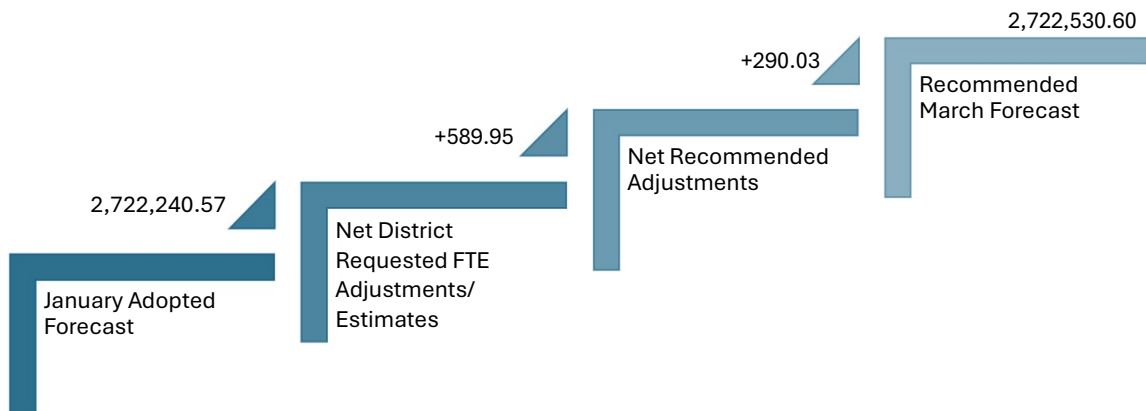 2,722,240.57
January Adopted
Forecast
+589.95
Net District
Requested FTE
Adjustments/
Estimates
+290.03
Net Recommended
Adjustments
2,722,530.60
Recommended
March Forecast